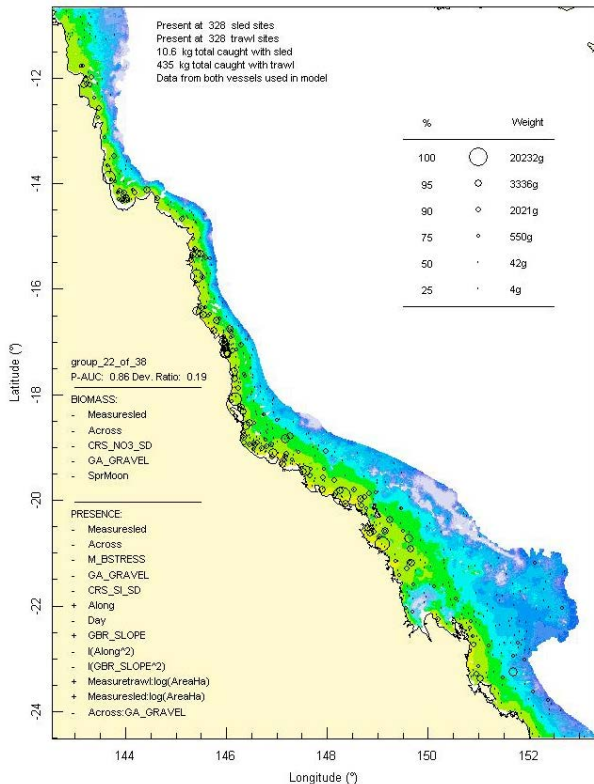 Present at 328 sled sites
Present at 328 trawl sites
10.6 kg total caught with sled
435 kg total caught with trawl
Data from both vessels used in model
% Weight
100 20232g
95 3336g
90 2021g
75 550g
50 42g
25 4g
group_22_of_38
P-AUC: 0.86 Dev. Ratio: 0.19
BIOMASS:
- Measuresled
- Across
- CRS_NO3_SD
- GA_GRAVEL
- SprMoon
PRESENCE:
- Measuresled
- Across
- M_BSTRESS
- GA_GRAVEL
- CRS_SI_SD
+ Along
- Day
+ GBR_SLOPE
- I(Along^2)
- I(GBR_SLOPE^2)
+ Measuretrawl:log(AreaHa)
+ Measuresled:log(AreaHa)
- Across:GA_GRAVEL
Latitude (°)
-12
-14
-16
-18
-20
-22
-24
144 146 148 150 152
Longitude (°)